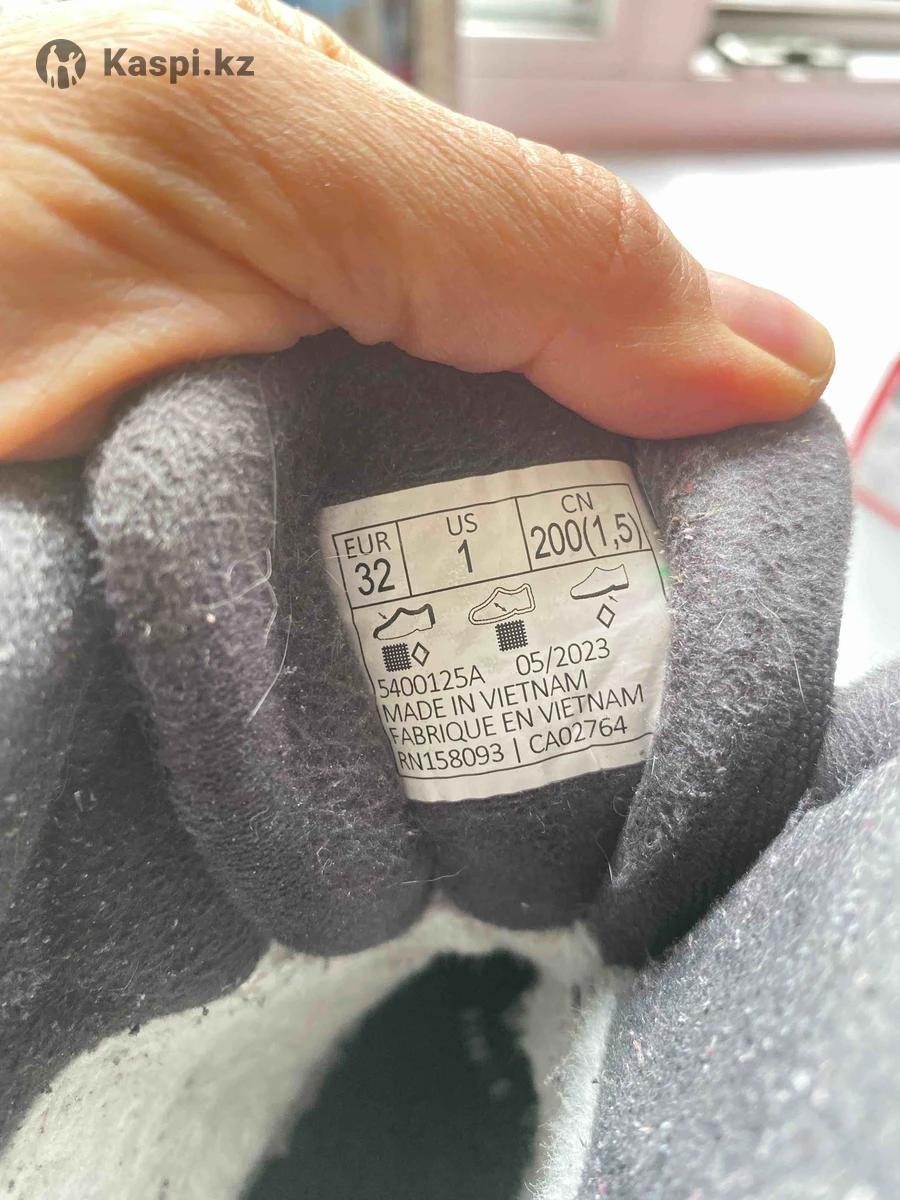 Kaspi.kz
EUR US CN
32 1 200(1,5)
5400125A 05/2023
MADE IN VIETNAM
FABRIQUE EN VIETNAM
RN158093 | CA02764